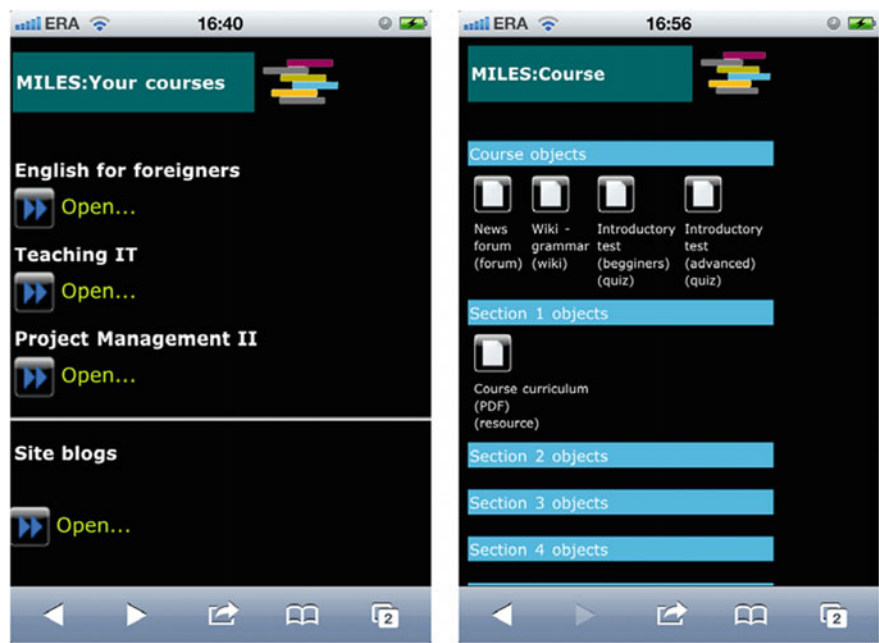 ERA 16:40
MILES:Your courses
English for foreigners
Open...
Teaching IT
Open...
Project Management II
Open...
Site blogs
Open...
2
ERA 16:56
MILES:Course
Course objects
News
forum
(forum)
Wiki -
grammar
(wiki)
Introductory
test
(begginers)
(quiz)
Introductory
test
(advanced)
(quiz)
Section 1 objects
Course curriculum
(PDF)
(resource)
Section 2 objects
Section 3 objects
Section 4 objects
2